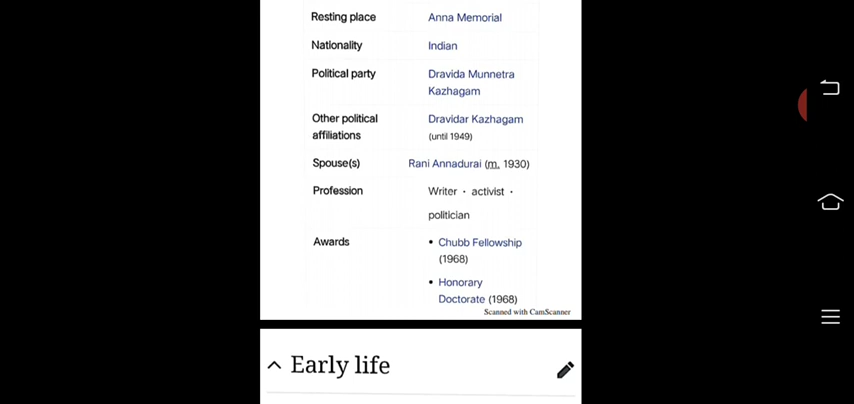 Resting place Anna Memorial
Nationality Indian
Political party Dravida Munnetra
Kazhagam
Other political Dravidar Kazhagam
affiliations (until 1949)
Spouse(s) Rani Annadurai (m. 1930)
Profession Writer · activist ·
politician
Awards • Chubb Fellowship
(1968)
• Honorary
Doctorate (1968)
Scanned with CamScanner
Early life